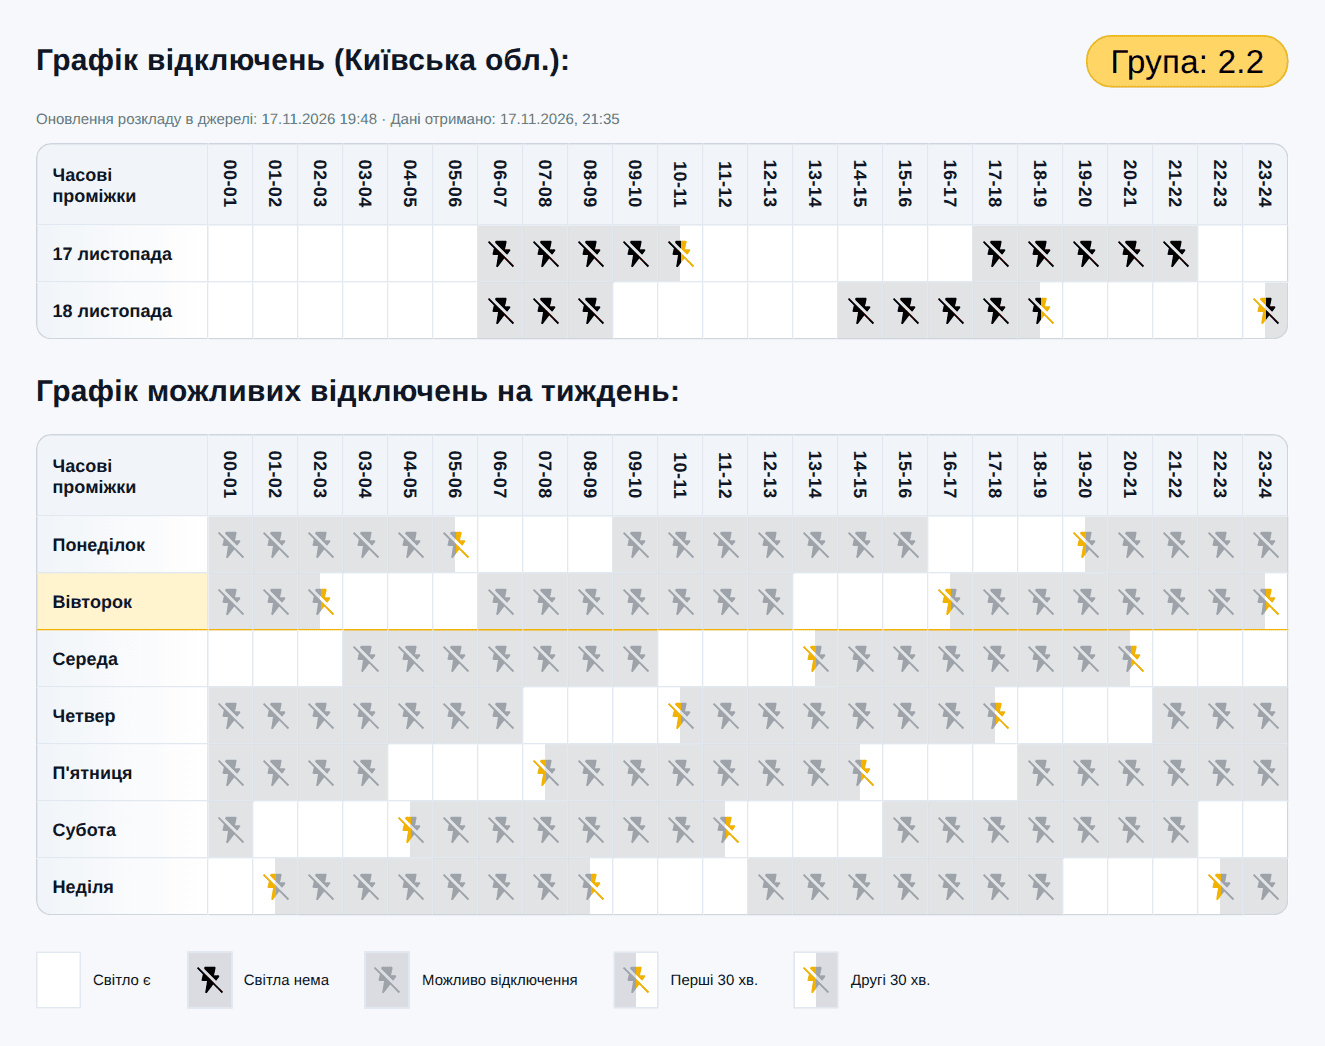 Графік відключень (Київська обл.):
Група: 2.2
Оновлення розкладу в джерелі: 17.11.2026 19:48 · Дані отримано: 17.11.2026, 21:35
Часові проміжки 00-01 01-02 02-03 03-04 04-05 05-06 06-07 07-08 08-09 09-10 10-11 11-12 12-13 13-14 14-15 15-16 16-17 17-18 18-19 19-20 20-21 21-22 22-23 23-24
17 листопада
18 листопада
Графік можливих відключень на тиждень:
Часові проміжки 00-01 01-02 02-03 03-04 04-05 05-06 06-07 07-08 08-09 09-10 10-11 11-12 12-13 13-14 14-15 15-16 16-17 17-18 18-19 19-20 20-21 21-22 22-23 23-24
Понеділок
Вівторок
Середа
Четвер
П'ятниця
Субота
Неділя
Світло є Світла нема Можливо відключення Перші 30 хв. Другі 30 хв.